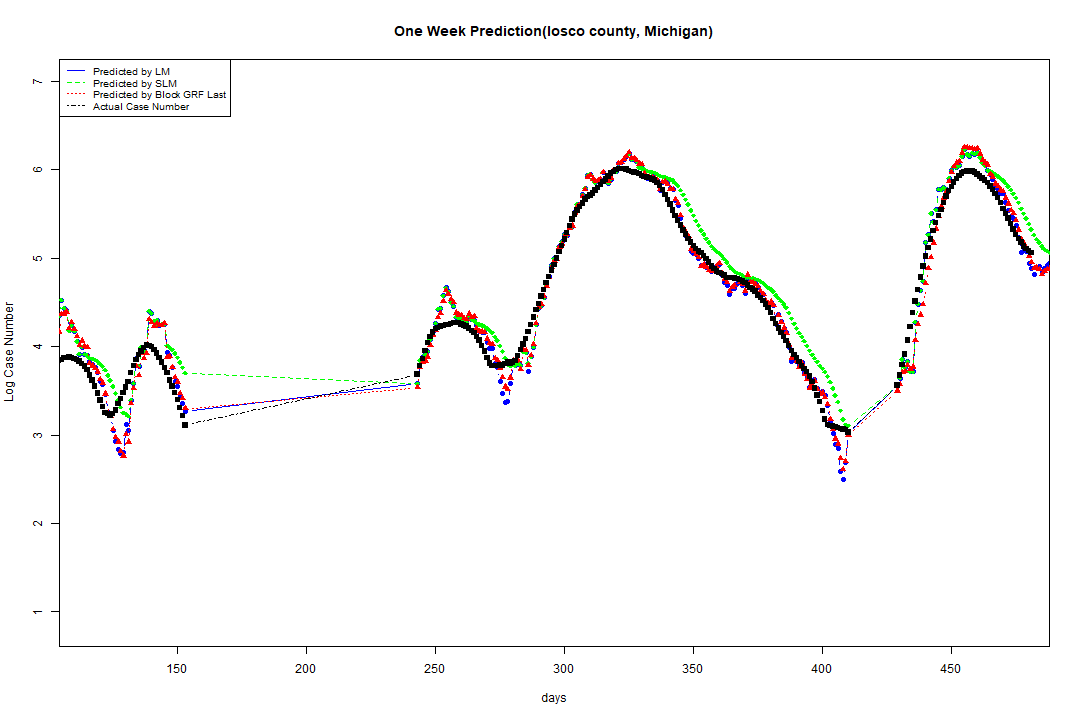 One Week Prediction(Iosco county, Michigan)
Predicted by LM
Predicted by SLM
Predicted by Block GRF Last
Actual Case Number
Log Case Number
7
6
5
4
3
2
1
150 200 250 300 350 400 450
days